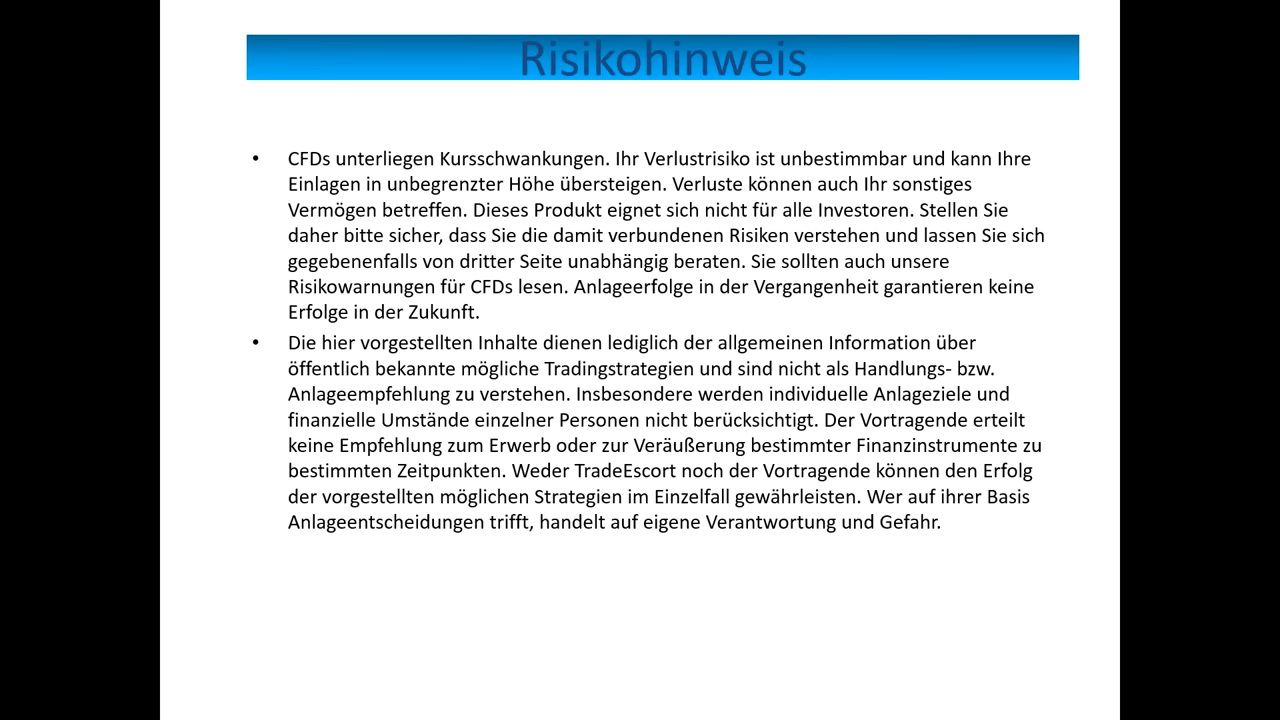 Risikohinweis
• CFDs unterliegen Kursschwankungen. Ihr Verlustrisiko ist unbestimmbar und kann Ihre
Einlagen in unbegrenzter Höhe übersteigen. Verluste können auch Ihr sonstiges
Vermögen betreffen. Dieses Produkt eignet sich nicht für alle Investoren. Stellen Sie
daher bitte sicher, dass Sie die damit verbundenen Risiken verstehen und lassen Sie sich
gegebenenfalls von dritter Seite unabhängig beraten. Sie sollten auch unsere
Risikowarnungen für CFDs lesen. Anlageerfolge in der Vergangenheit garantieren keine
Erfolge in der Zukunft.
• Die hier vorgestellten Inhalte dienen lediglich der allgemeinen Information über
öffentlich bekannte mögliche Tradingstrategien und sind nicht als Handlungs- bzw.
Anlageempfehlung zu verstehen. Insbesondere werden individuelle Anlageziele und
finanzielle Umstände einzelner Personen nicht berücksichtigt. Der Vortragende erteilt
keine Empfehlung zum Erwerb oder zur Veräußerung bestimmter Finanzinstrumente zu
bestimmten Zeitpunkten. Weder TradeEscort noch der Vortragende können den Erfolg
der vorgestellten möglichen Strategien im Einzelfall gewährleisten. Wer auf ihrer Basis
Anlageentscheidungen trifft, handelt auf eigene Verantwortung und Gefahr.